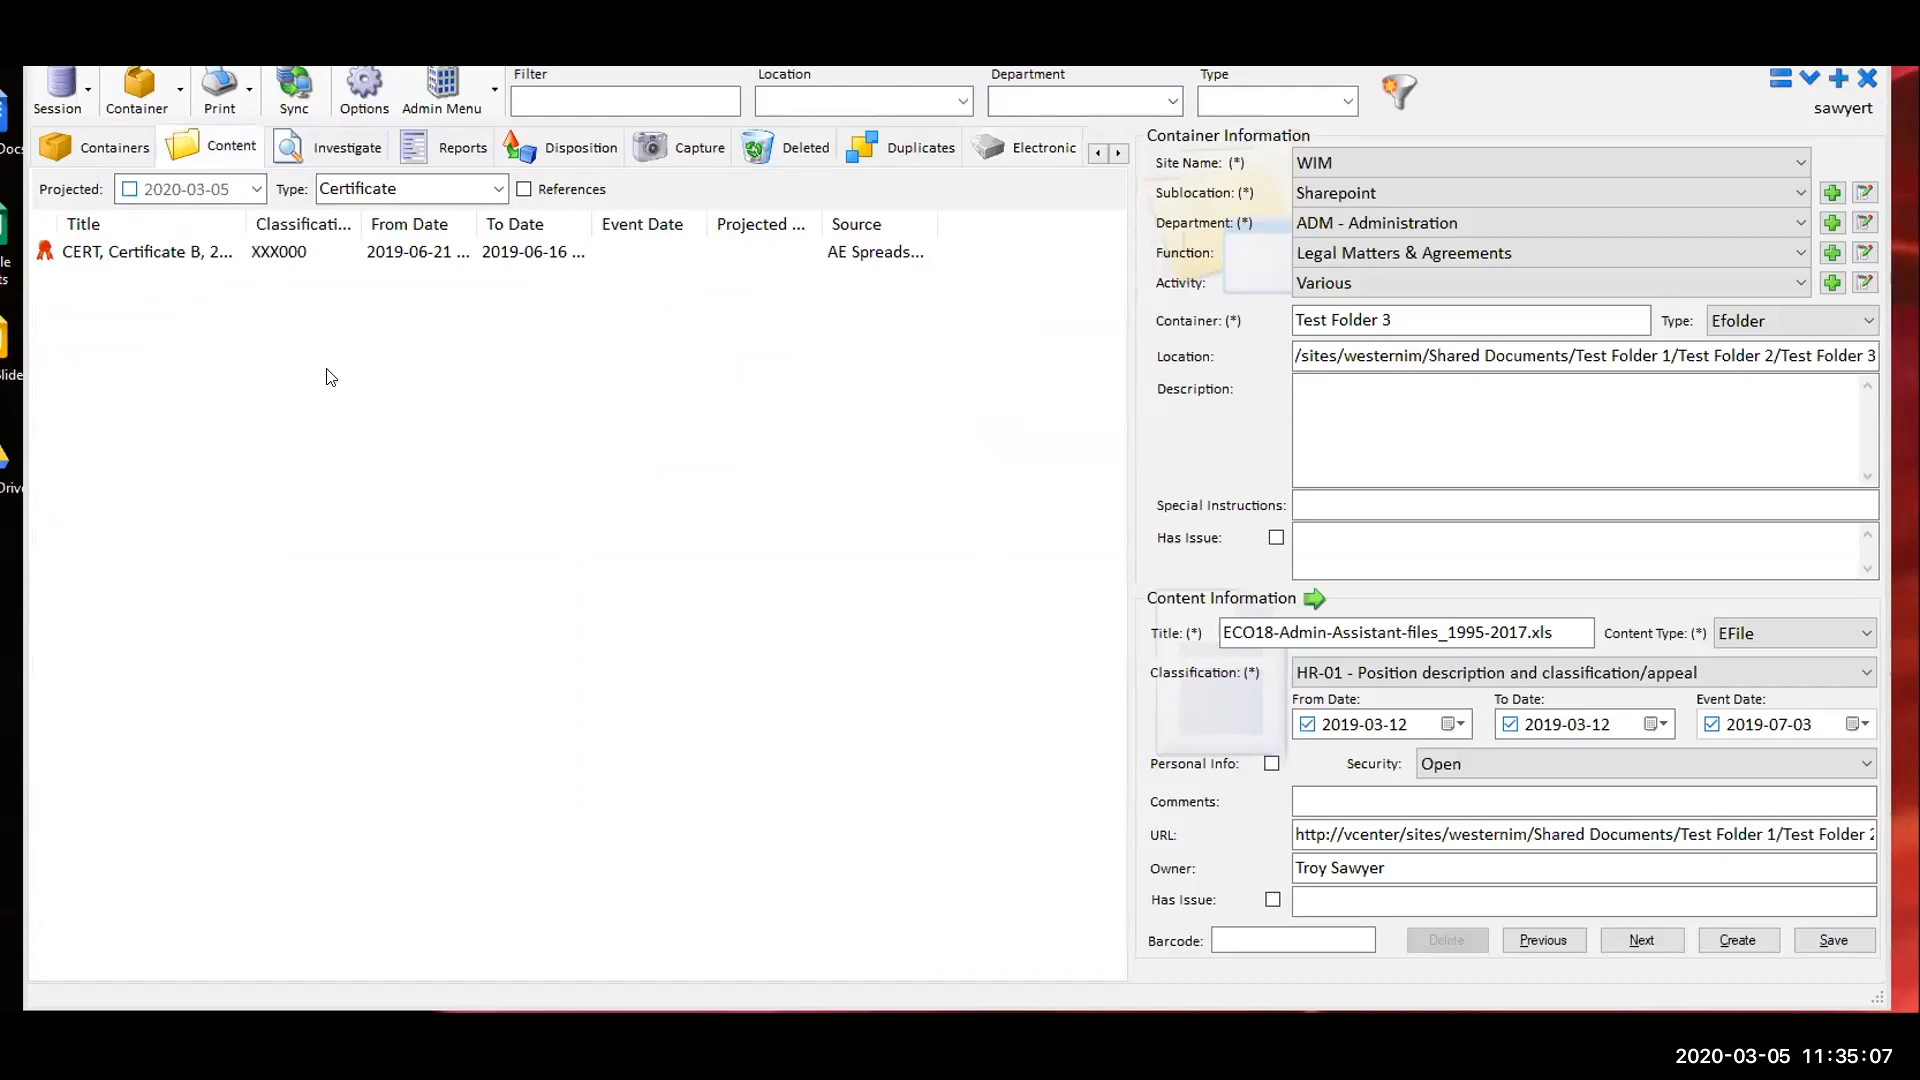 Session Container Print Sync Options Admin Menu
Filter Location Department Type
sawyert
Containers Content Investigate Reports Disposition Capture Deleted Duplicates Electronic
Projected: 2020-03-05 Type: Certificate References
Title Classificati... From Date To Date Event Date Projected ... Source
CERT, Certificate B, 2... XXX000 2019-06-21 ... 2019-06-16 ... AE Spreads...
Container Information
Site Name: (*) WIM
Sublocation: (*) Sharepoint
Department: (*) ADM - Administration
Function: Legal Matters & Agreements
Activity: Various
Container: (*) Test Folder 3 Type: Efolder
Location: /sites/westernim/Shared Documents/Test Folder 1/Test Folder 2/Test Folder 3
Description:
Special Instructions:
Has Issue:
Content Information
Title: (*) ECO18-Admin-Assistant-files_1995-2017.xls Content Type: (*) EFile
Classification: (*) HR-01 - Position description and classification/appeal
From Date: To Date: Event Date:
2019-03-12 2019-03-12 2019-07-03
Personal Info: Security: Open
Comments:
URL: http://vcenter/sites/westernim/Shared Documents/Test Folder 1/Test Folder 2
Owner: Troy Sawyer
Has Issue:
Barcode: Delete Previous Next Create Save
2020-03-05 11:35:07